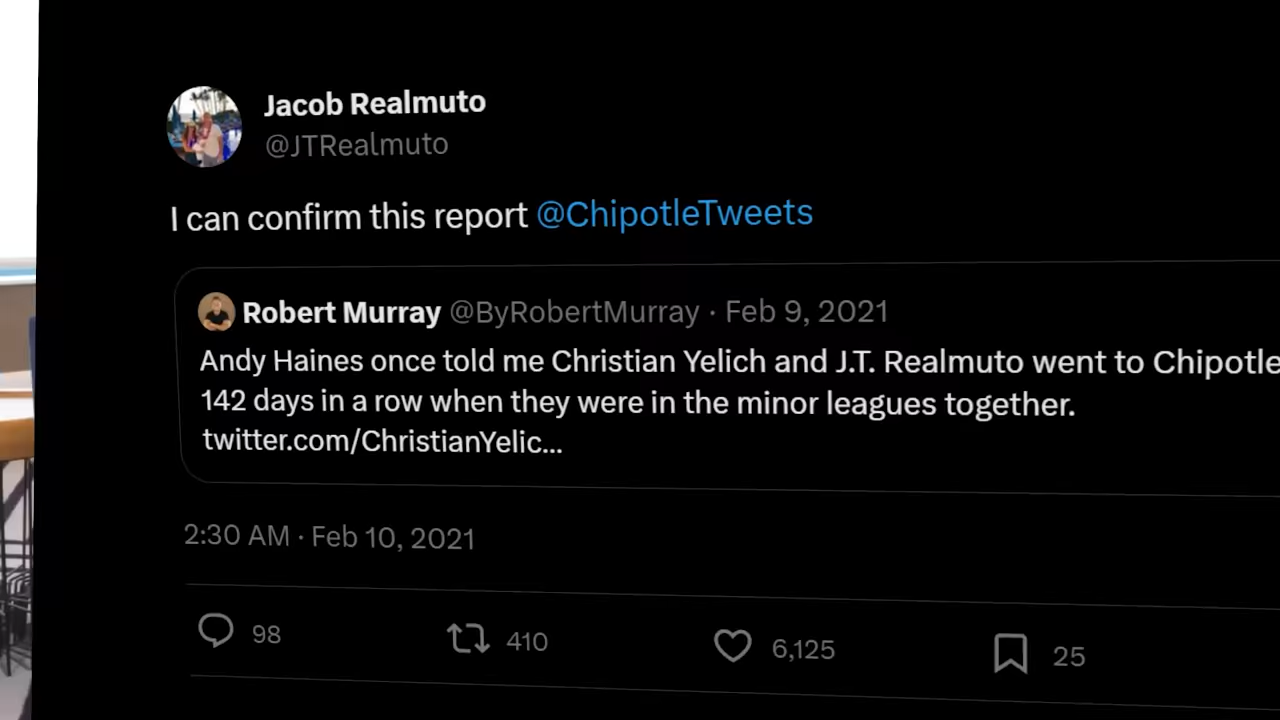 Jacob Realmuto
@JTRealmuto
I can confirm this report @ChipotleTweets
Robert Murray @ByRobertMurray · Feb 9, 2021
Andy Haines once told me Christian Yelich and J.T. Realmuto went to Chipotle
142 days in a row when they were in the minor leagues together.
twitter.com/ChristianYelic...
2:30 AM · Feb 10, 2021
98 410 6,125 25